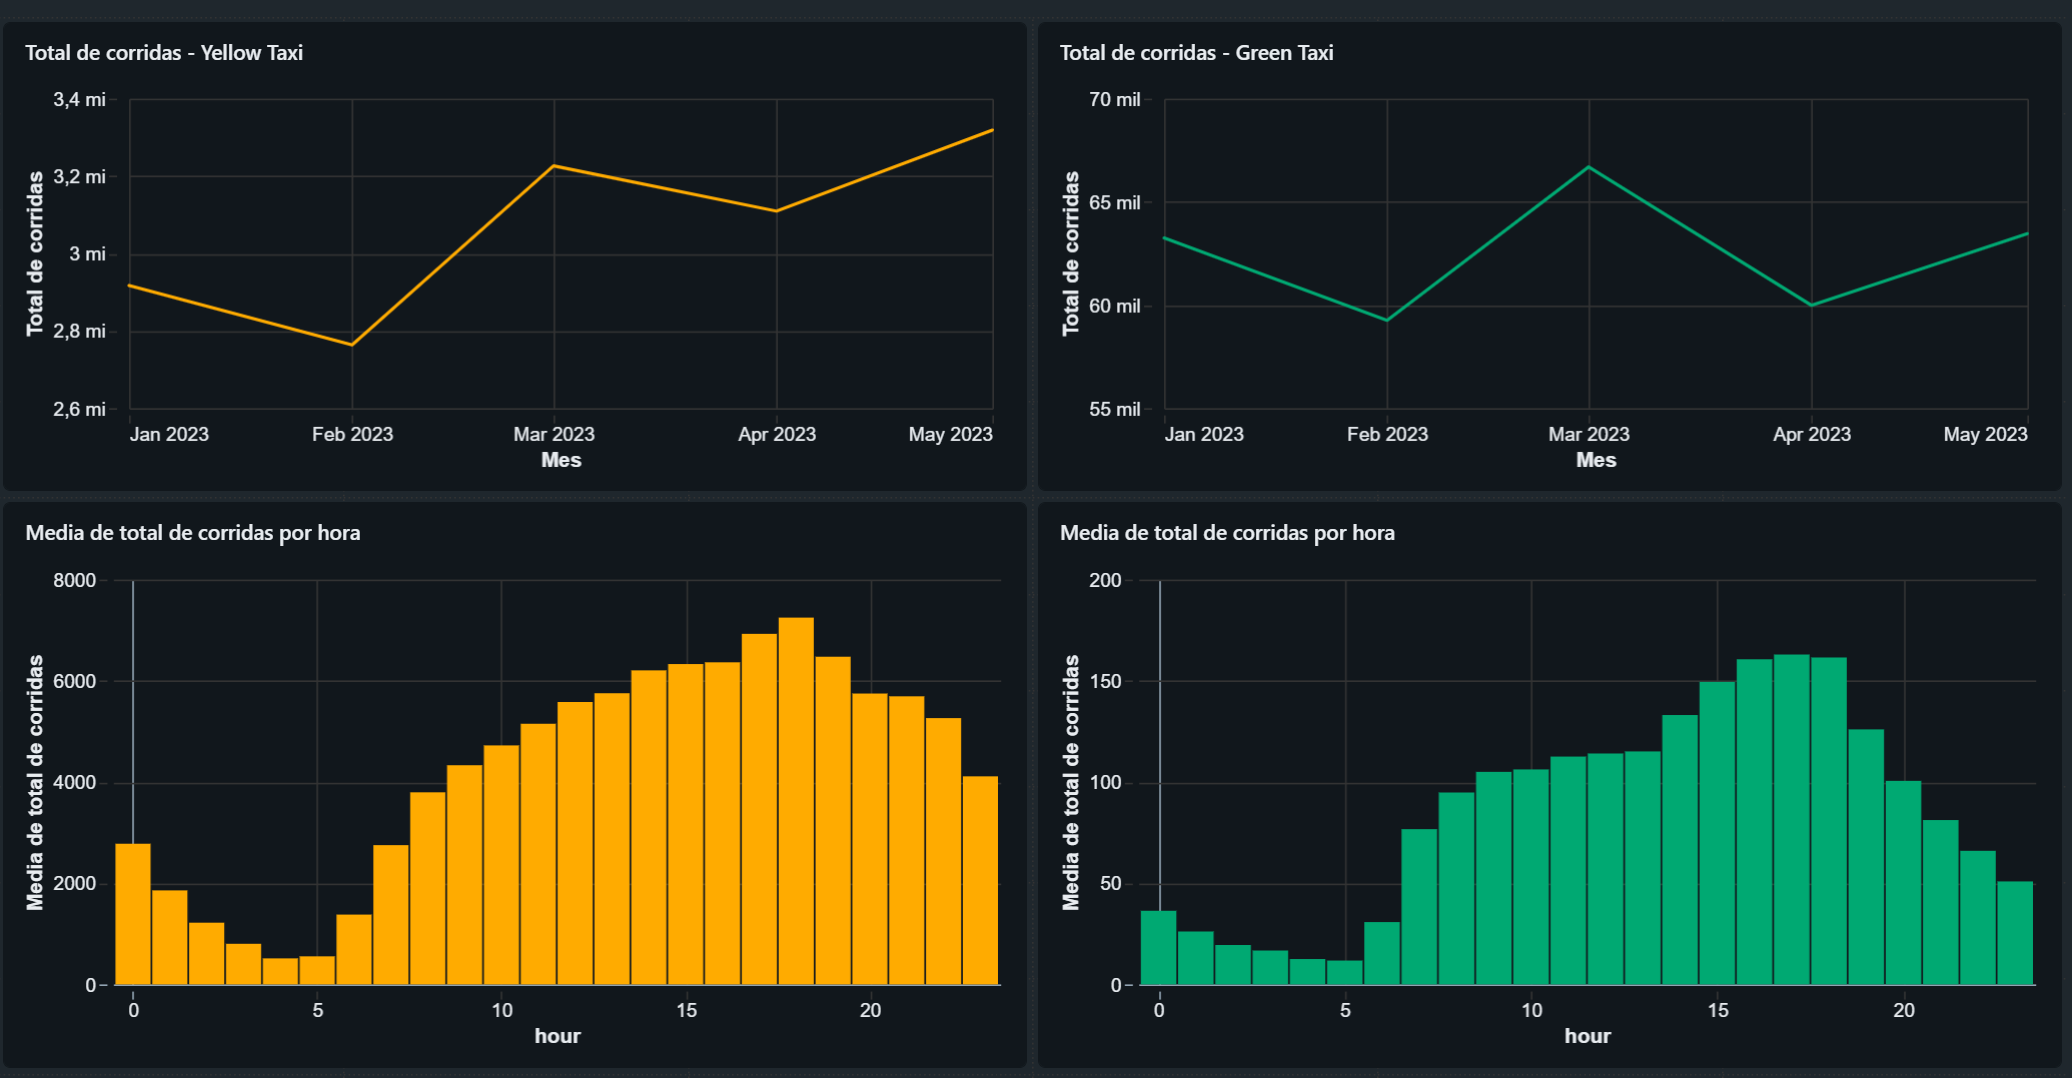 Total de corridas - Yellow Taxi
Total de corridas
3,4 mi
3,2 mi
3 mi
2,8 mi
2,6 mi
Jan 2023 Feb 2023 Mar 2023 Apr 2023 May 2023
Mes
Total de corridas - Green Taxi
Total de corridas
70 mil
65 mil
60 mil
55 mil
Jan 2023 Feb 2023 Mar 2023 Apr 2023 May 2023
Mes
Media de total de corridas por hora
Media de total de corridas
8000
6000
4000
2000
0
0 5 10 15 20
hour
Media de total de corridas por hora
Media de total de corridas
200
150
100
50
0
0 5 10 15 20
hour